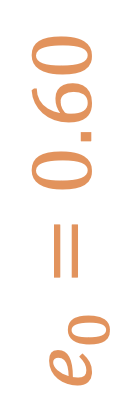 e₀ = 0.60